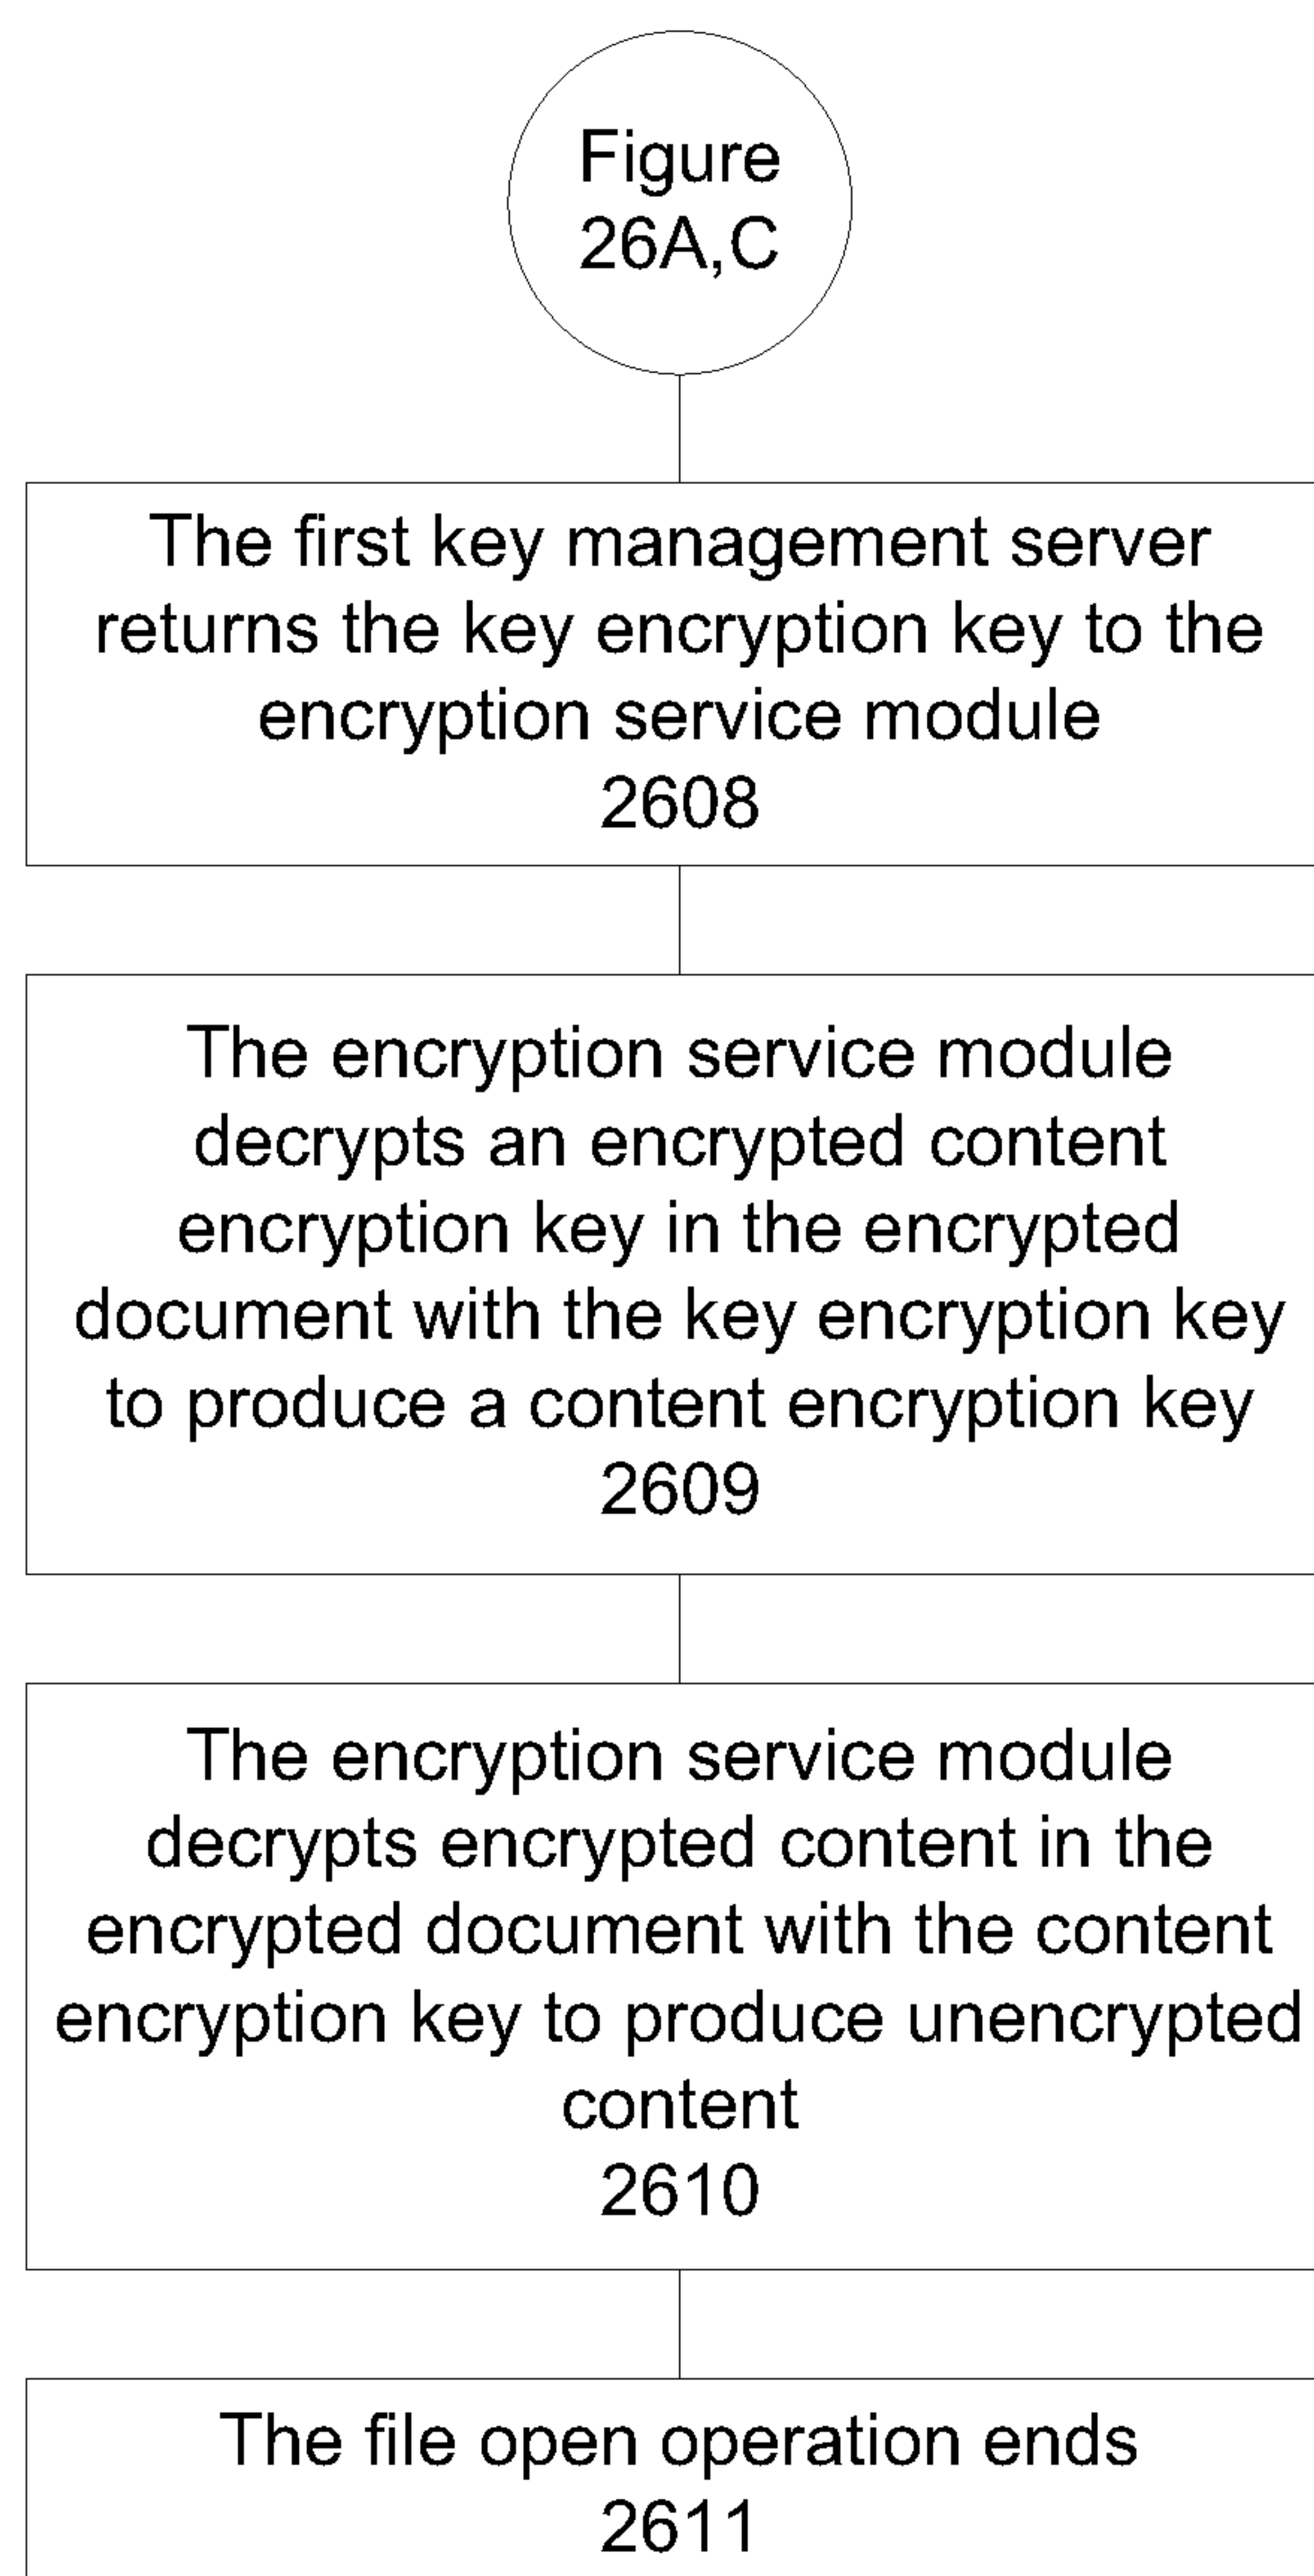 Figure
26A,C
The first key management server
returns the key encryption key to the
encryption service module
2608
The encryption service module
decrypts an encrypted content
encryption key in the encrypted
document with the key encryption key
to produce a content encryption key
2609
The encryption service module
decrypts encrypted content in the
encrypted document with the content
encryption key to produce unencrypted
content
2610
The file open operation ends
2611